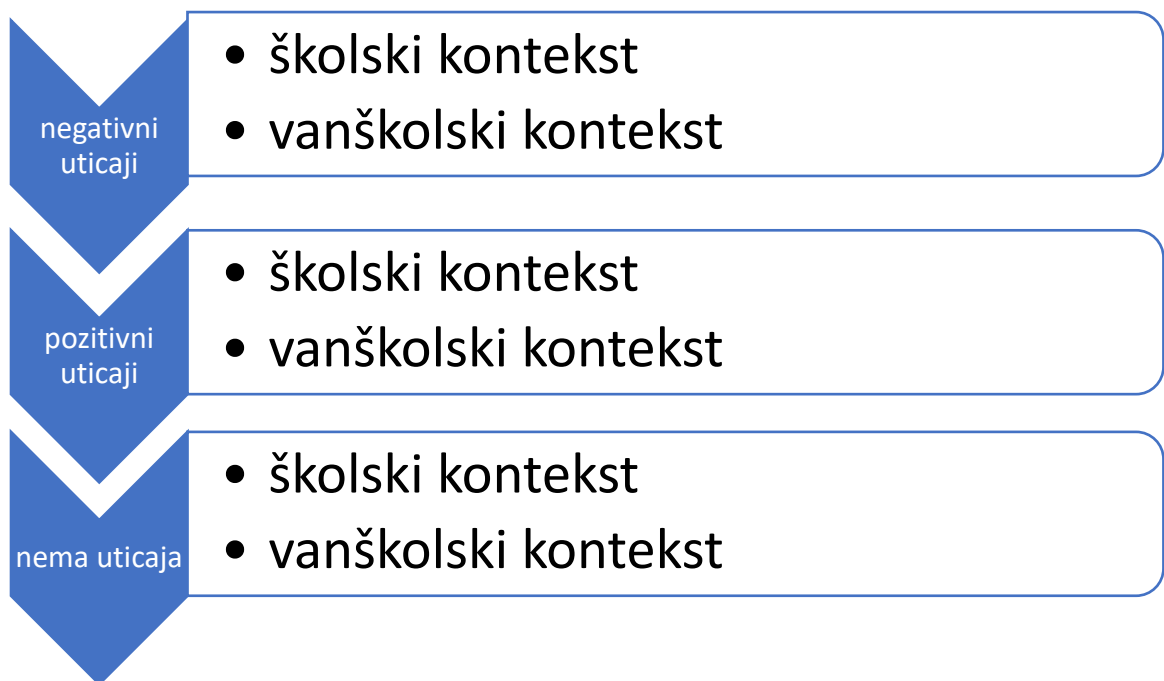 negativni
uticaji
• školski kontekst
• vanškolski kontekst
pozitivni
uticaji
• školski kontekst
• vanškolski kontekst
nema uticaja
• školski kontekst
• vanškolski kontekst